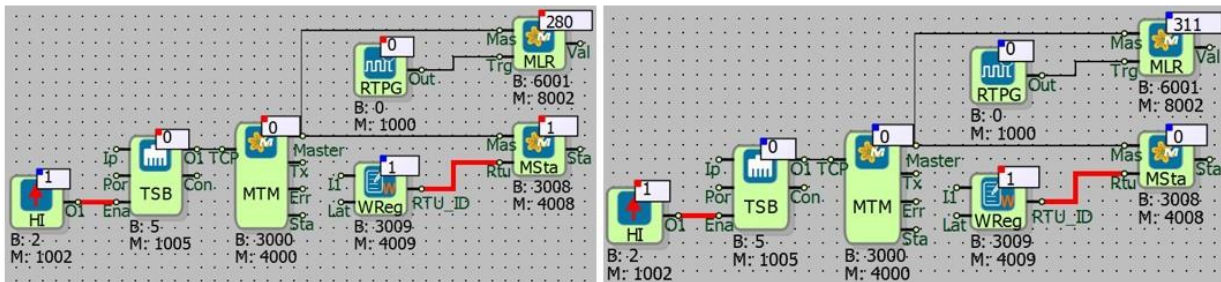 280
Mas
Val
Trg
MLR
0
RTPG
Out
B: 6001
M: 8002
B: 0
M: 1000
0
Ip
O1
TCP
Por
TSB
Con
Ena
B: 5
M: 1005
0
Master
Tx
MTM
Err
Sta
B: 3000
M: 4000
1
Mas
Sta
Rtu
MSta
B: 3008
M: 4008
1
I1
Lat
WReg
RTU_ID
B: 3009
M: 4009
1
HI
O1
B: 2
M: 1002
311
Mas
Val
Trg
MLR
0
RTPG
Out
B: 6001
M: 8002
B: 0
M: 1000
0
Ip
O1
TCP
Por
TSB
Con
Ena
B: 5
M: 1005
0
Master
Tx
MTM
Err
Sta
B: 3000
M: 4000
0
Mas
Sta
Rtu
MSta
B: 3008
M: 4008
1
I1
Lat
WReg
RTU_ID
B: 3009
M: 4009
1
HI
O1
B: 2
M: 1002